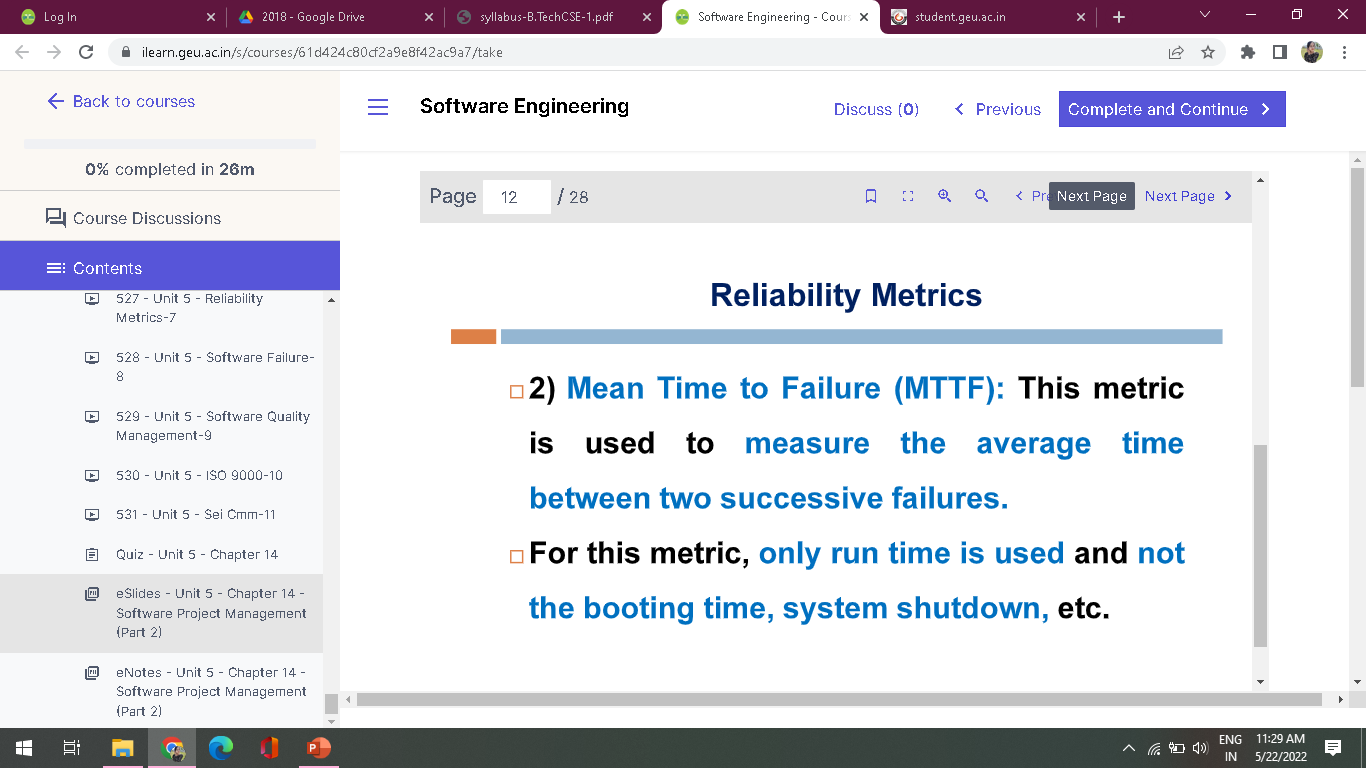 Log In
2018 - Google Drive
syllabus-B.TechCSE-1.pdf
Software Engineering - Cour
student.geu.ac.in
ilearn.geu.ac.in/s/courses/61d424c80cf2a9e8f42ac9a7/take
Back to courses
0% completed in 26m
Course Discussions
Contents
527 - Unit 5 - Reliability
Metrics-7
528 - Unit 5 - Software Failure-
8
529 - Unit 5 - Software Quality
Management-9
530 - Unit 5 - ISO 9000-10
531 - Unit 5 - Sei Cmm-11
Quiz - Unit 5 - Chapter 14
eSlides - Unit 5 - Chapter 14 -
Software Project Management
(Part 2)
eNotes - Unit 5 - Chapter 14 -
Software Project Management
(Part 2)
Software Engineering
Discuss (0)
Previous
Complete and Continue
Page 12 / 28
Pre
Next Page
Next Page
Reliability Metrics
2) Mean Time to Failure (MTTF): This metric
is used to measure the average time
between two successive failures.
For this metric, only run time is used and not
the booting time, system shutdown, etc.
ENG
IN
11:29 AM
5/22/2022